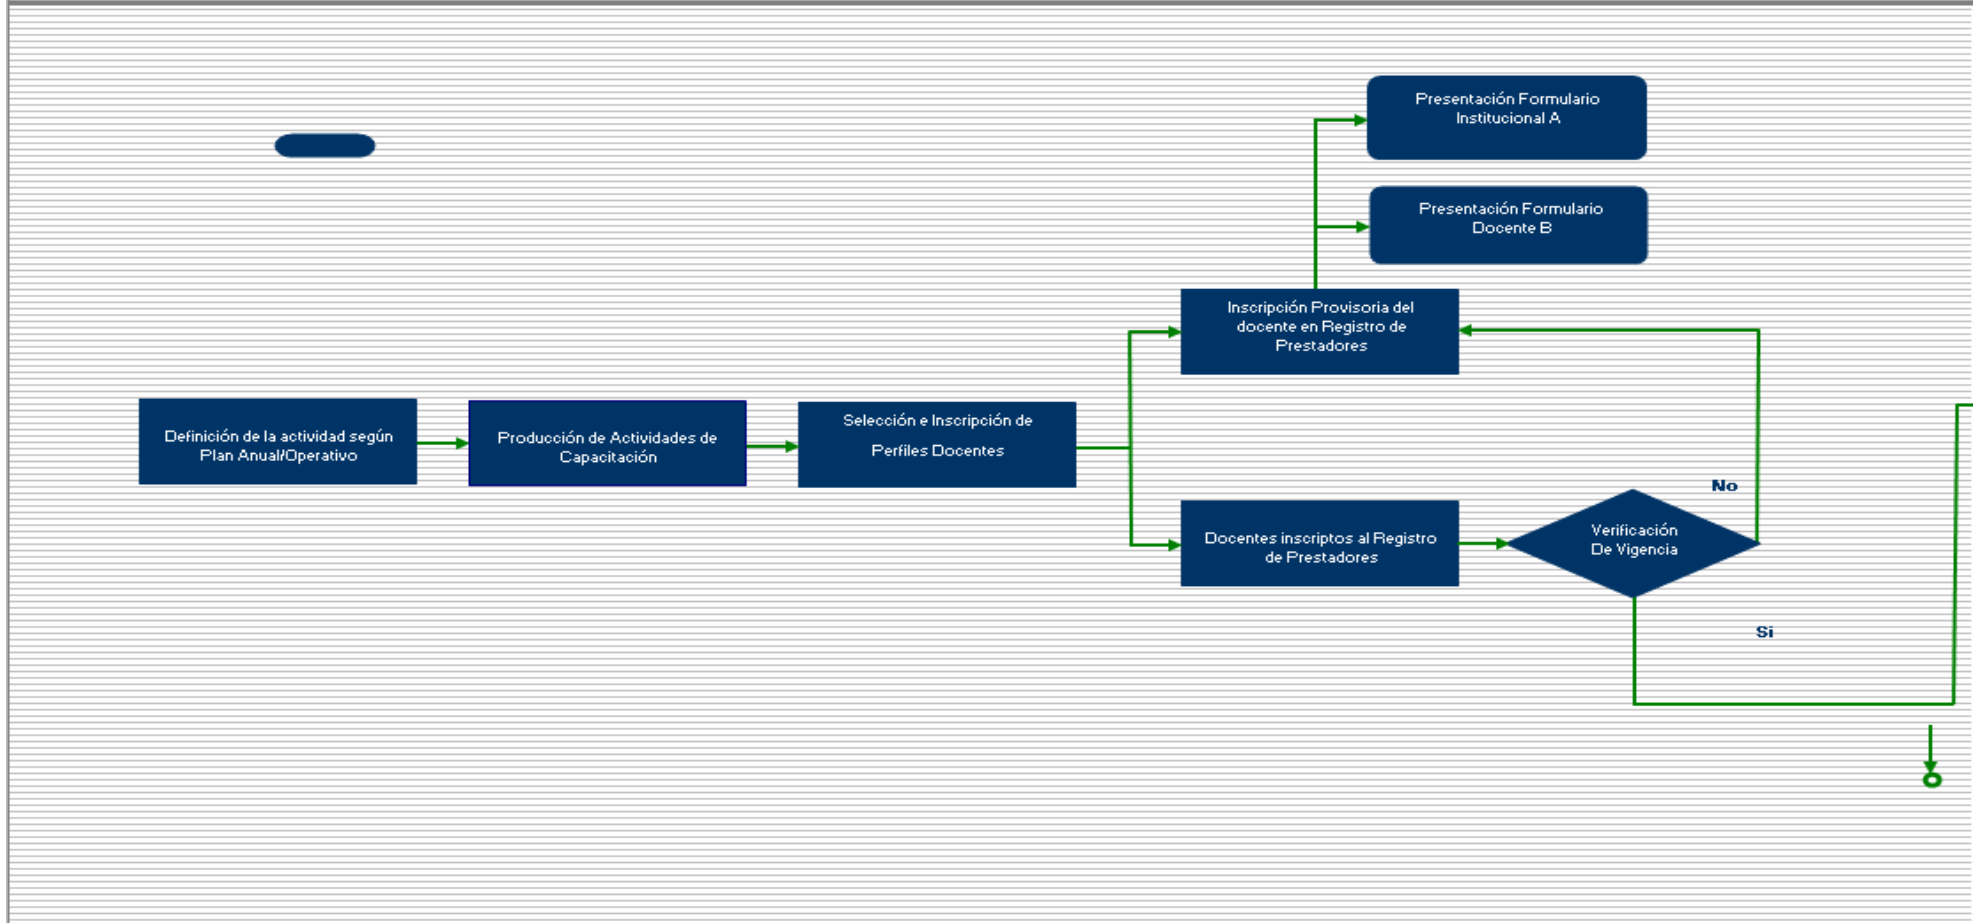 Presentación Formulario
Institucional A
Presentación Formulario
Docente B
Inscripción Provisoria del
docente en Registro de
Prestadores
Definición de la actividad según
Plan Anual/Operativo
Producción de Actividades de
Capacitación
Selección e Inscripción de
Perfiles Docentes
No
Docentes inscriptos al Registro
de Prestadores
Verificación
De Vigencia
Si